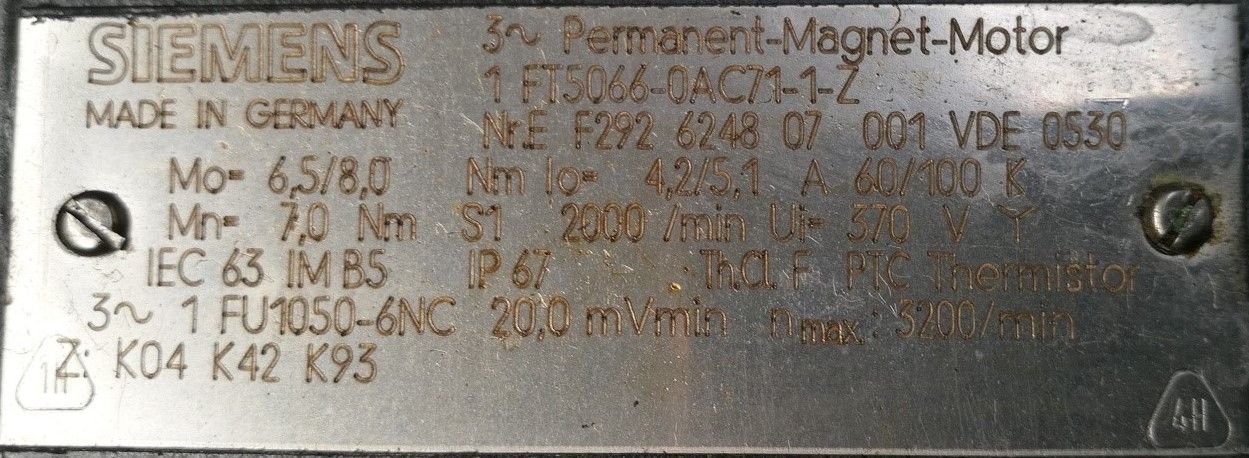 SIEMENS 3~ Permanent-Magnet-Motor
1 FT5066-0AC71-1-Z
MADE IN GERMANY
Nr.E F292 6248 07 001 VDE 0530
Mo= 6,5/8,0 Nm Io= 4,2/5,1 A 60/100 K
Mn= 7,0 Nm S1 2000 /min Ui= 370 V Y
IEC 63 IM B5 IP 67 Th.Cl. F PTC Thermistor
3~ 1 FU1050-6NC 20,0 mVmin nmax.: 3200/min
Z: K04 K42 K93
1H
4H